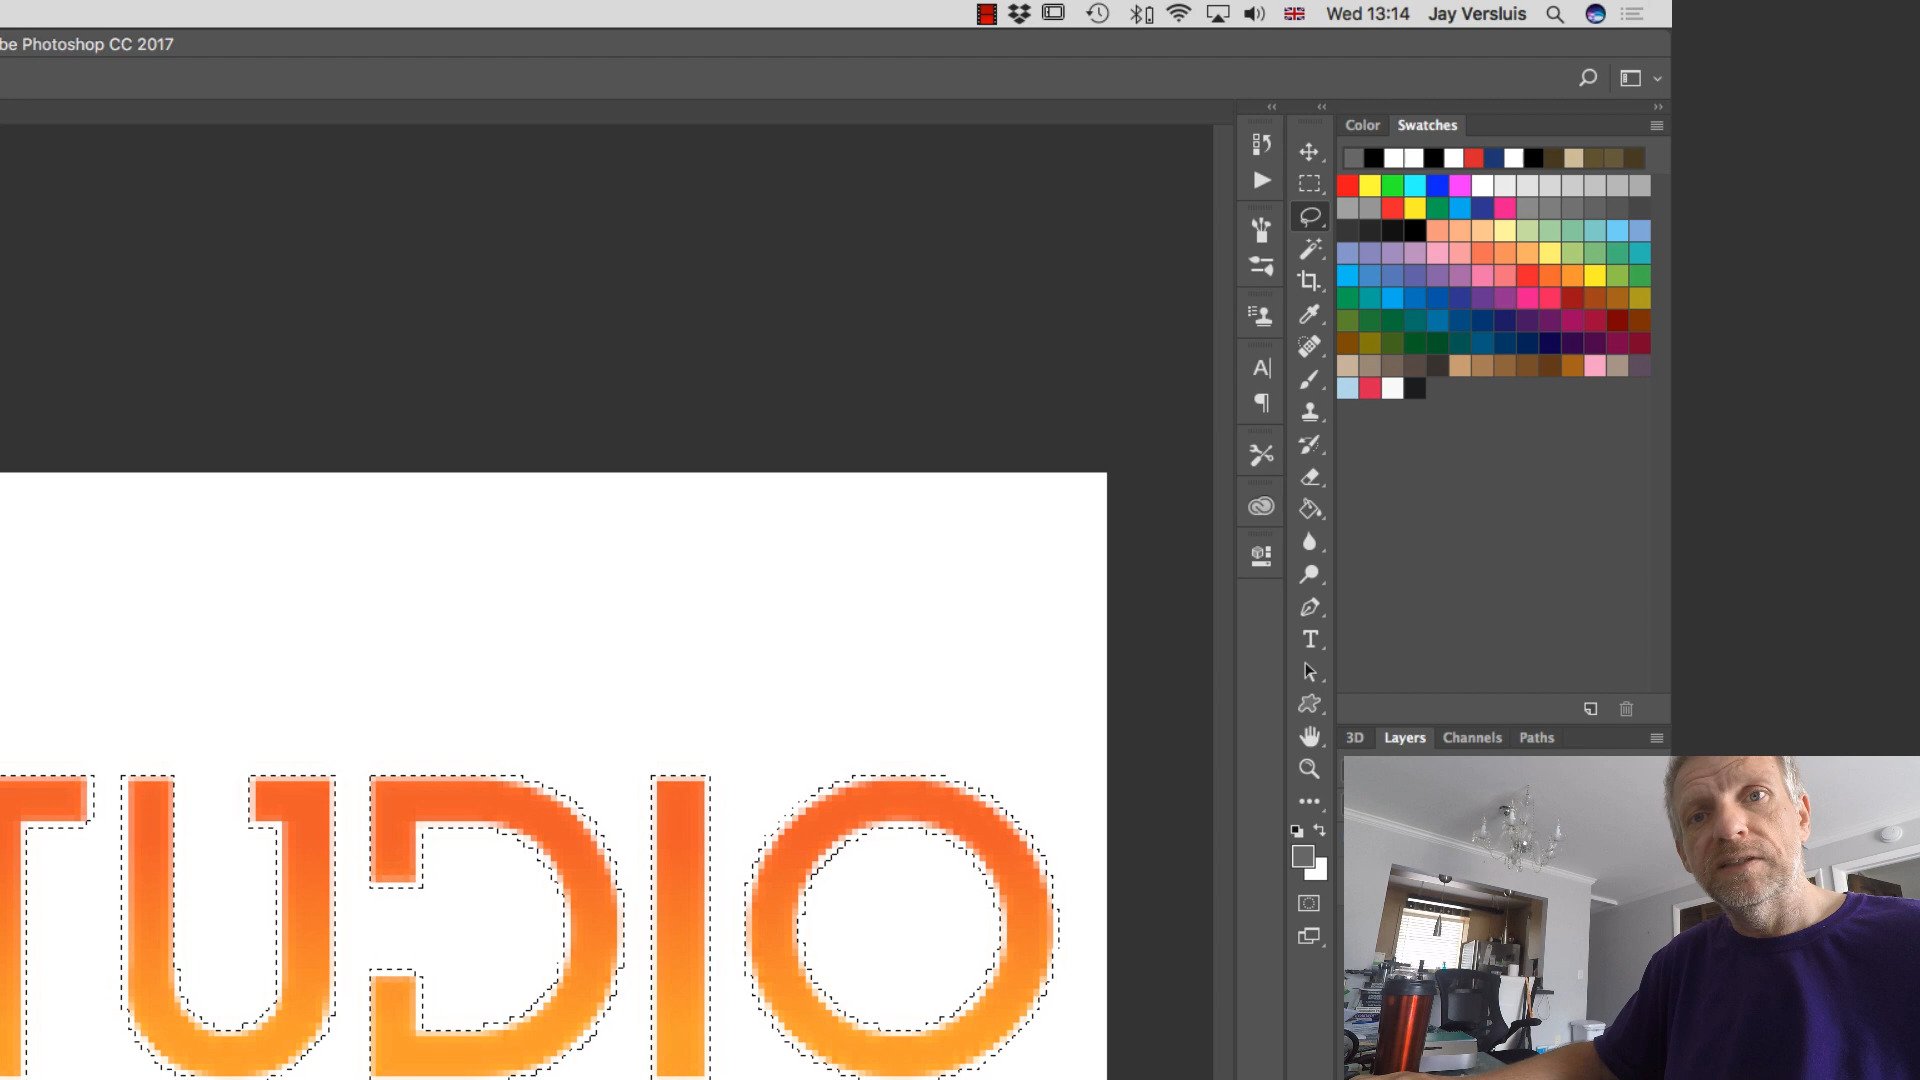 Wed 13:14 Jay Versluis
be Photoshop CC 2017
Color Swatches
A
T
3D Layers Channels Paths
TUDIO